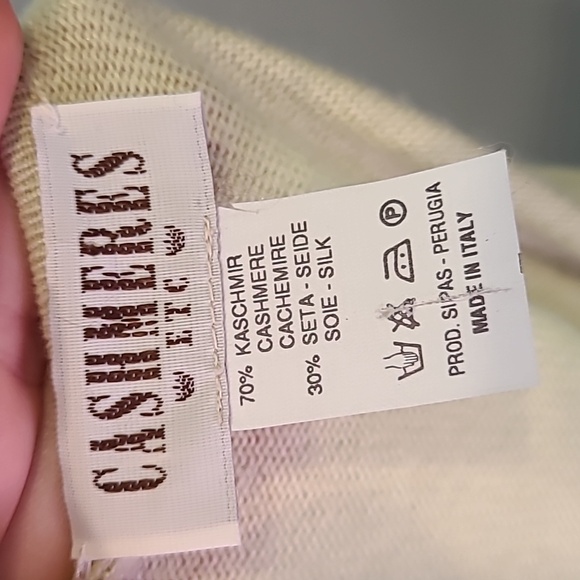 CASHMERES
ETC
70% KASCHMIR
CASHMERE
CACHEMIRE
30% SETA - SEIDE
SOIE - SILK
P
PROD. SIPAS - PERUGIA
MADE IN ITALY